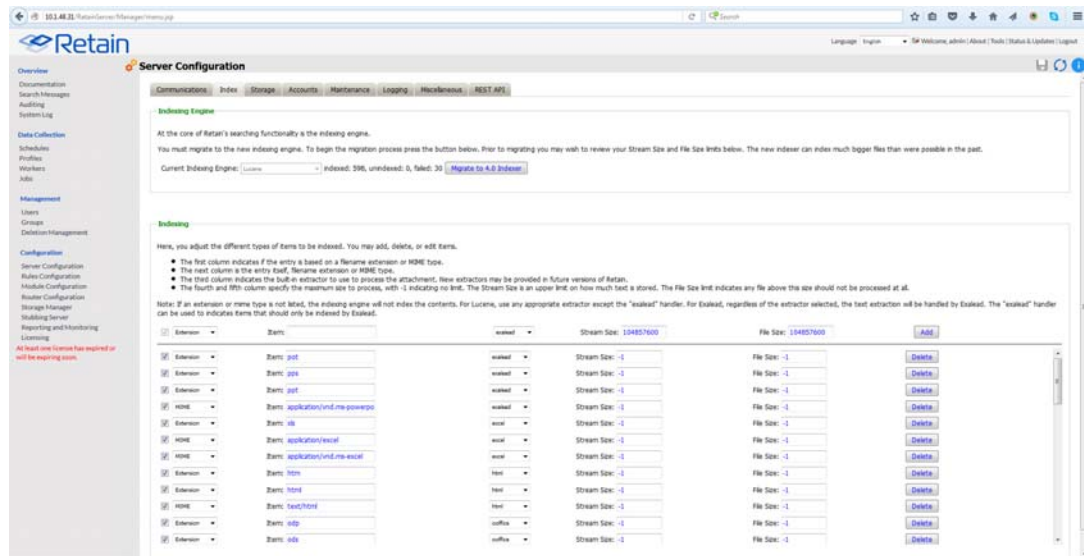 10.1.48.31/RetainServer/Manager/menu.jsp
Search
Retain
Language English Welcome, admin | About | Tools | Status & Updates | Logout
Server Configuration
Overview
Documentation
Search Messages
Auditing
System Log
Data Collection
Schedules
Profiles
Workers
Jobs
Management
Users
Groups
Deletion Management
Configuration
Server Configuration
Rules Configuration
Module Configuration
Router Configuration
Storage Manager
Stubbing Server
Reporting and Monitoring
Licensing
At least one license has expired or will be expiring soon.
Communications Index Storage Accounts Maintenance Logging Miscellaneous REST API
Indexing Engine
At the core of Retain's searching functionality is the indexing engine.
You must migrate to the new indexing engine. To begin the migration process press the button below. Prior to migrating you may wish to review your Stream Size and File Size limits below. The new indexer can index much bigger files than were possible in the past.
Current Indexing Engine: Lucene indexed: 598, unindexed: 0, failed: 30 Migrate to 4.0 Indexer
Indexing
Here, you adjust the different types of items to be indexed. You may add, delete, or edit items.
● The first column indicates if the entry is based on a filename extension or MIME type.
● The next column is the entry itself, filename extension or MIME type.
● The third column indicates the built-in extractor to use to process the attachment. New extractors may be provided in future versions of Retain.
● The fourth and fifth column specify the maximum size to process, with -1 indicating no limit. The Stream Size is an upper limit on how much text is stored. The File Size limit indicates any file above this size should not be processed at all.
Note: If an extension or mime type is not listed, the indexing engine will not index the contents. For Lucene, use any appropriate extractor except the "exalead" handler. For Exalead, regardless of the extractor selected, the text extraction will be handled by Exalead. The "exalead" handler can be used to indicates items that should only be indexed by Exalead.
Extension Item: exalead Stream Size: 104857600 File Size: 104857600 Add
Extension Item: pot exalead Stream Size: -1 File Size: -1 Delete
Extension Item: pps exalead Stream Size: -1 File Size: -1 Delete
Extension Item: ppt exalead Stream Size: -1 File Size: -1 Delete
MIME Item: application/vnd.ms-powerpo exalead Stream Size: -1 File Size: -1 Delete
Extension Item: xls excel Stream Size: -1 File Size: -1 Delete
MIME Item: application/excel excel Stream Size: -1 File Size: -1 Delete
MIME Item: application/vnd.ms-excel excel Stream Size: -1 File Size: -1 Delete
Extension Item: htm html Stream Size: -1 File Size: -1 Delete
Extension Item: html html Stream Size: -1 File Size: -1 Delete
MIME Item: text/html html Stream Size: -1 File Size: -1 Delete
Extension Item: odp ooffice Stream Size: -1 File Size: -1 Delete
Extension Item: ods ooffice Stream Size: -1 File Size: -1 Delete